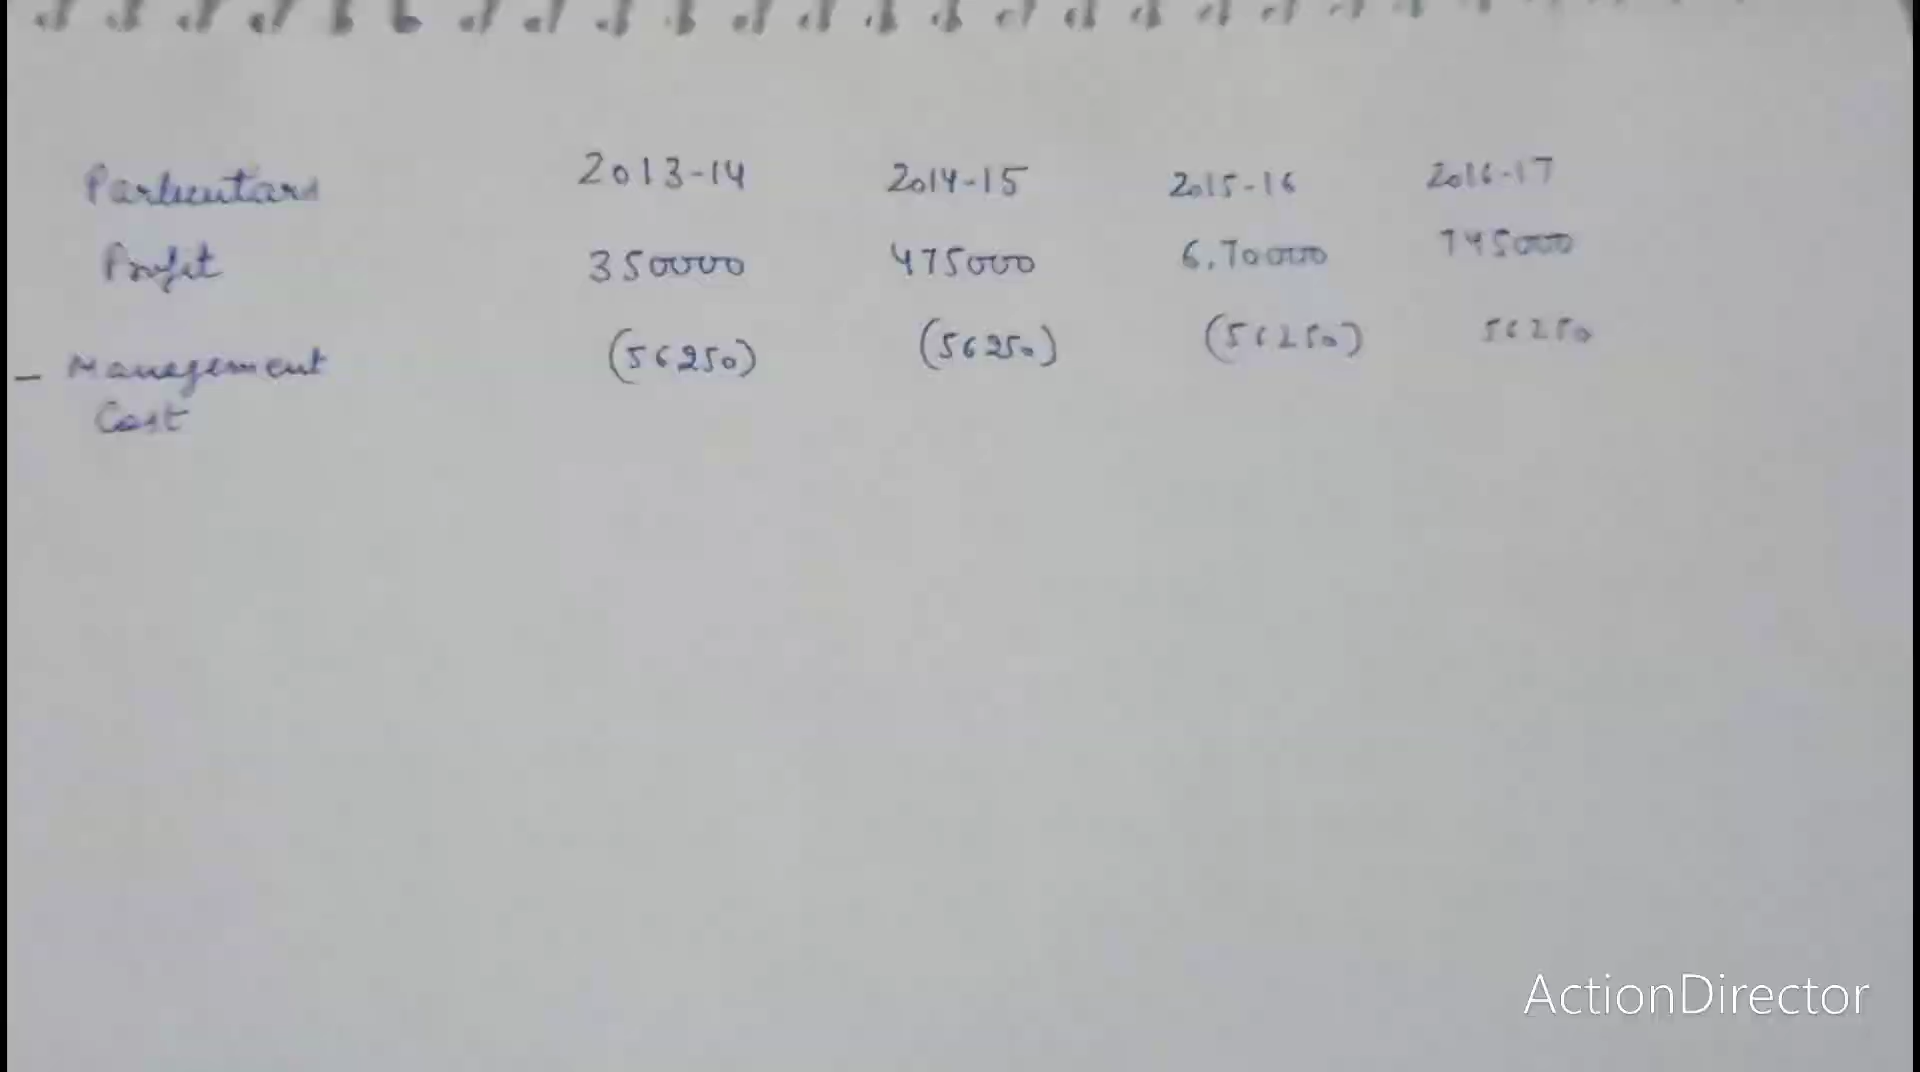 Particulars 2013-14 2014-15 2015-16 2016-17
Profit 350000 475000 6,70000 745000
- Management (56250) (56250) (56250) 56250
Cost
ActionDirector